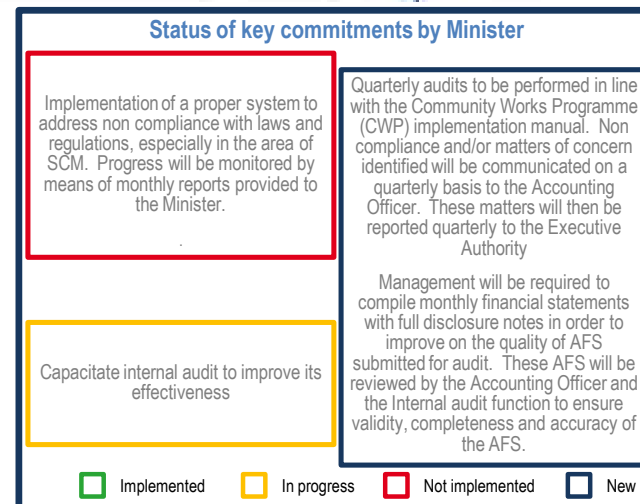 Status of key commitments by Minister
Implementation of a proper system to
address non compliance with laws and
regulations, especially in the area of
SCM. Progress will be monitored by
means of monthly reports provided to
the Minister.
.
Capacitate internal audit to improve its
effectiveness
Quarterly audits to be performed in line
with the Community Works Programme
(CWP) implementation manual. Non
compliance and/or matters of concern
identified will be communicated on a
quarterly basis to the Accounting
Officer. These matters will then be
reported quarterly to the Executive
Authority
Management will be required to
compile monthly financial statements
with full disclosure notes in order to
improve on the quality of AFS
submitted for audit. These AFS will be
reviewed by the Accounting Officer and
the Internal audit function to ensure
validity, completeness and accuracy of
the AFS.
Implemented In progress Not implemented New